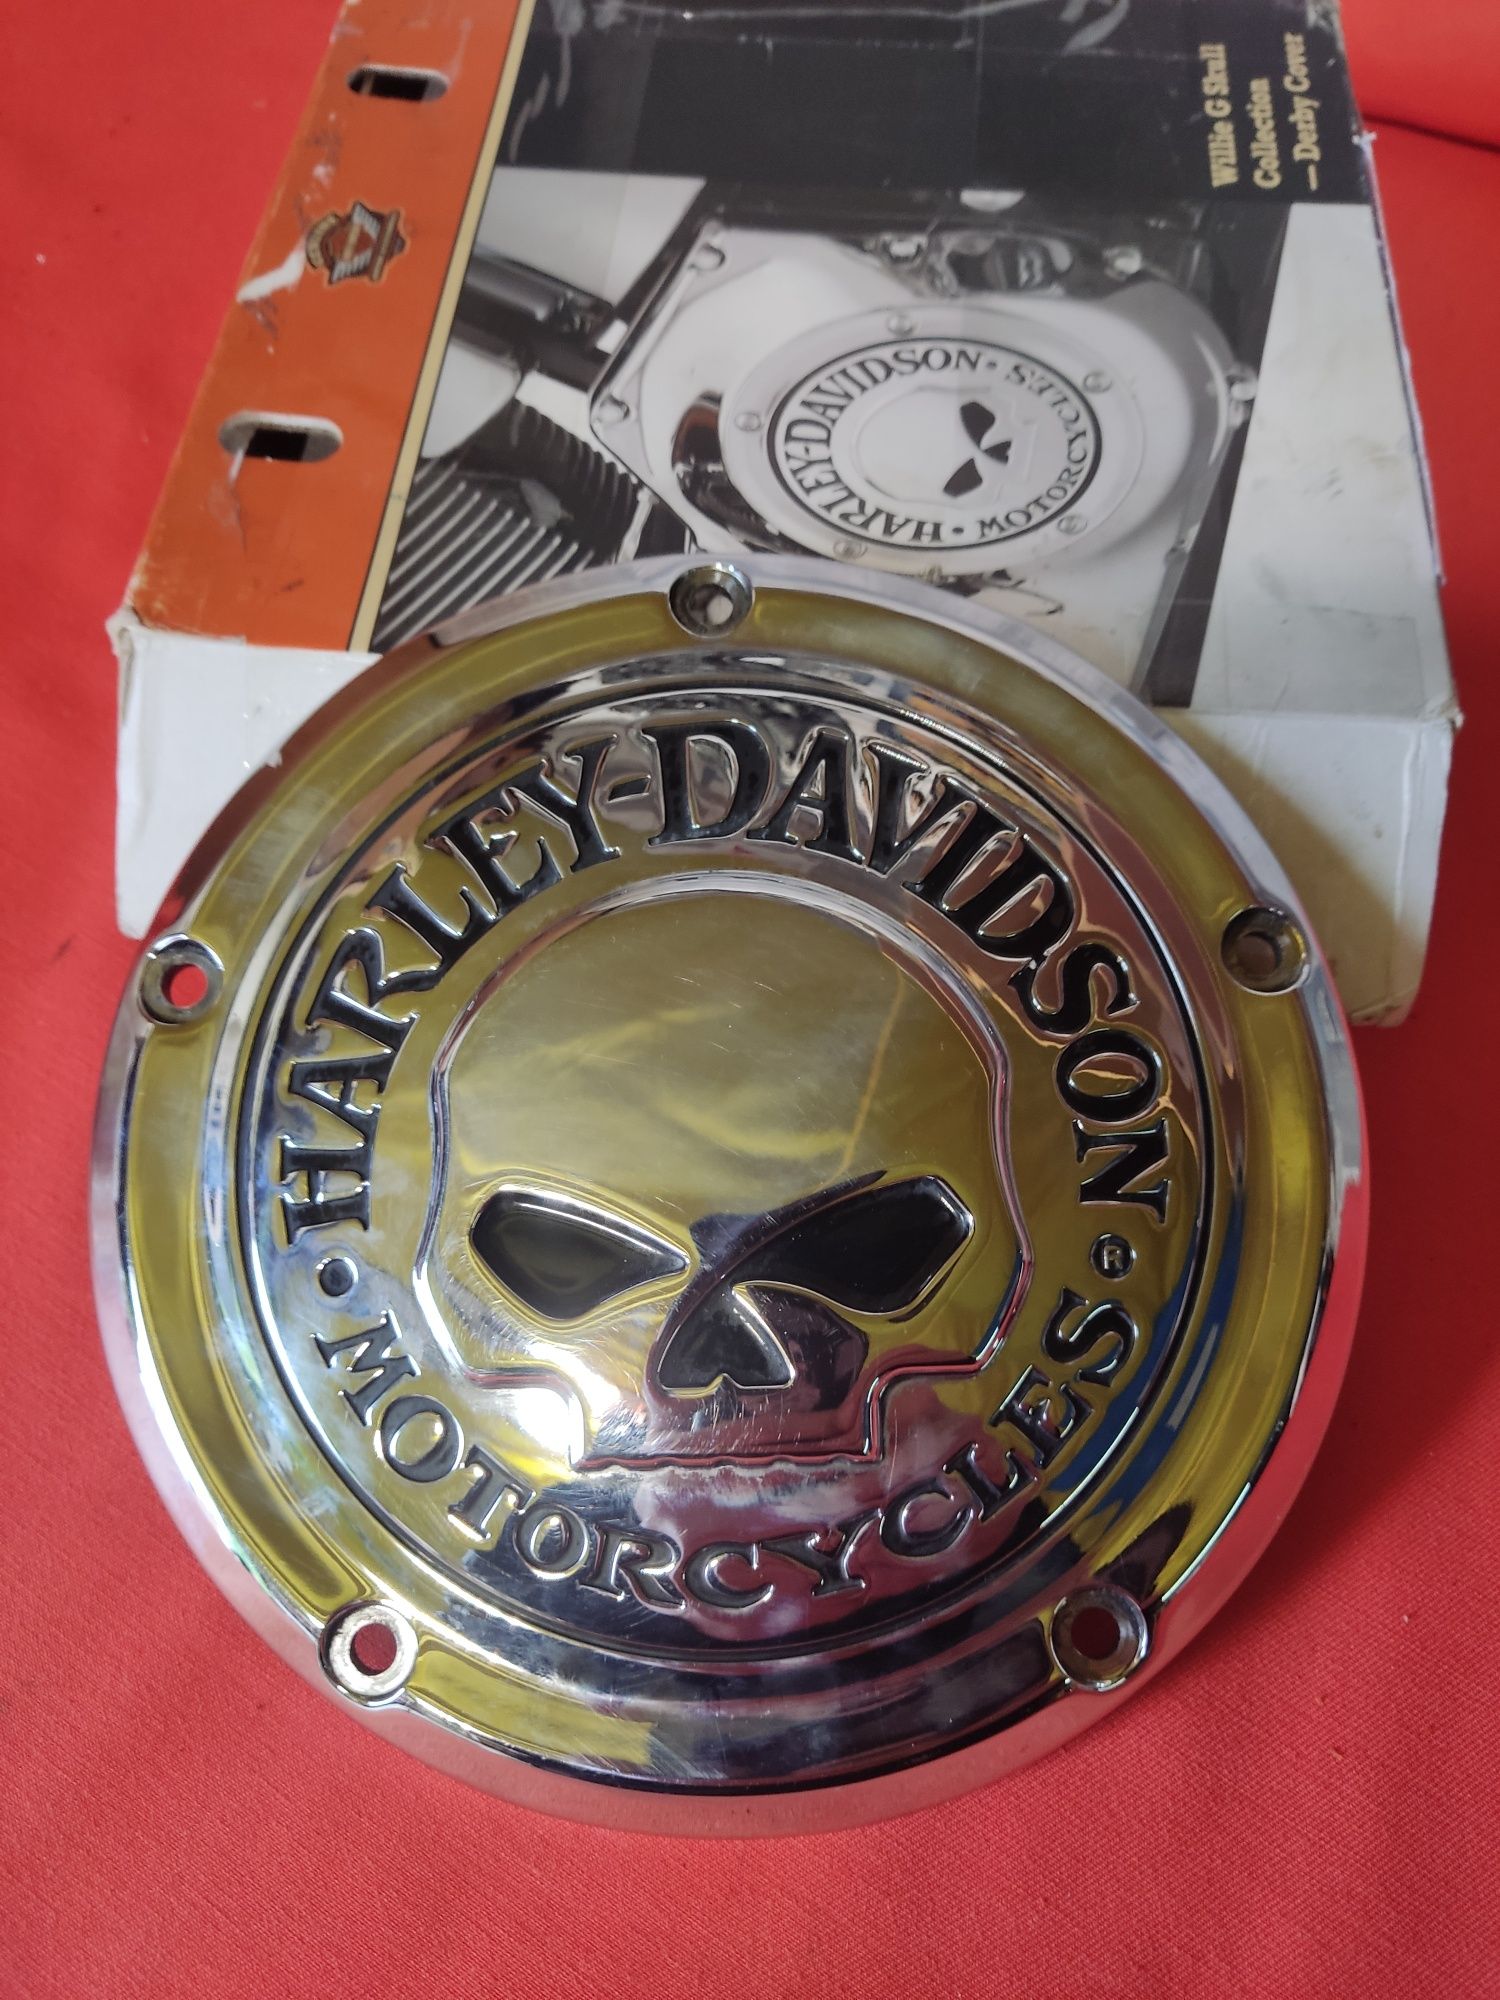 Willie G Skull
Collection
— Derby Cover
HARLEY-DAVIDSON •
MOTORCYCLES •
HARLEY-DAVIDSON ®
• MOTORCYCLES